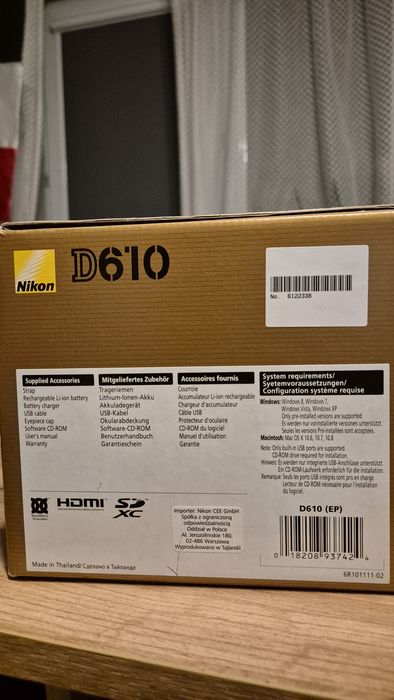 Nikon
D610
No 6122338
Supplied Accessories
Strap
Rechargeable Li-ion battery
Battery charger
USB cable
Eyepiece cap
Software CD-ROM
User's manual
Warranty
Mitgeliefertes Zubehör
Trageriemen
Lithium-Ionen-Akku
Akkuladegerät
USB-Kabel
Okularabdeckung
Software-CD-ROM
Benutzerhandbuch
Garantieschein
Accessoires fournis
Courroie
Accumulateur Li-ion rechargeable
Chargeur d'accumulateur
Câble USB
Protecteur d'oculaire
CD-ROM du logiciel
Manuel d'utilisation
Garantie
System requirements/
Systemvoraussetzungen/
Configuration système requise
Windows: Windows 8, Windows 7,
Windows Vista, Windows XP
Only pre-installed versions are supported.
Es werden nur vorinstallierte Versionen unterstützt.
Seules les versions Pré-installées sont acceptées.
Macintosh: Mac OS X 10.6, 10.7, 10.8
Note: Only built-in USB ports are supported.
CD-ROM drive required for installation.
Hinweis: Es werden nur integrierte USB-Anschlüsse unterstützt.
Ein CD-ROM-Laufwerk erforderlich für die Installation.
Remarque: Seuls les ports USB intégrés sont pris en charge.
Lecteur de CD-ROM nécessaire pour l'installation
du logiciel.
HDMI
SD
XC
Importer: Nikon CEE GmbH
Spółka z ograniczoną
odpowiedzialnością
Oddział w Polsce
Al. Jerozolimskie 180,
02-486 Warszawa
Wyprodukowano w Tajlandii
D610 (EP)
0 18208 93742 4
Made in Thailand/ Сделано в Таиланде
6R101111-02